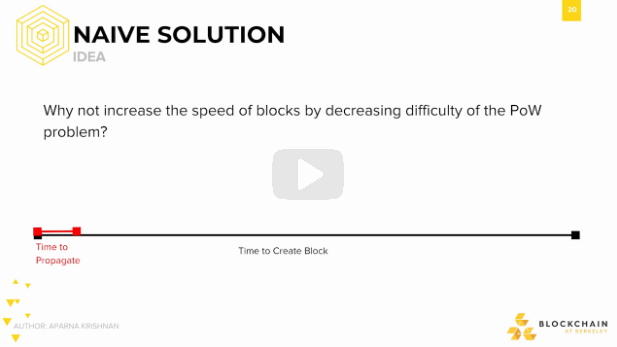 20
NAIVE SOLUTION
IDEA
Why not increase the speed of blocks by decreasing difficulty of the PoW
problem?
Time to
Propagate
Time to Create Block
AUTHOR: APARNA KRISHNAN
BLOCKCHAIN
AT BERKELEY